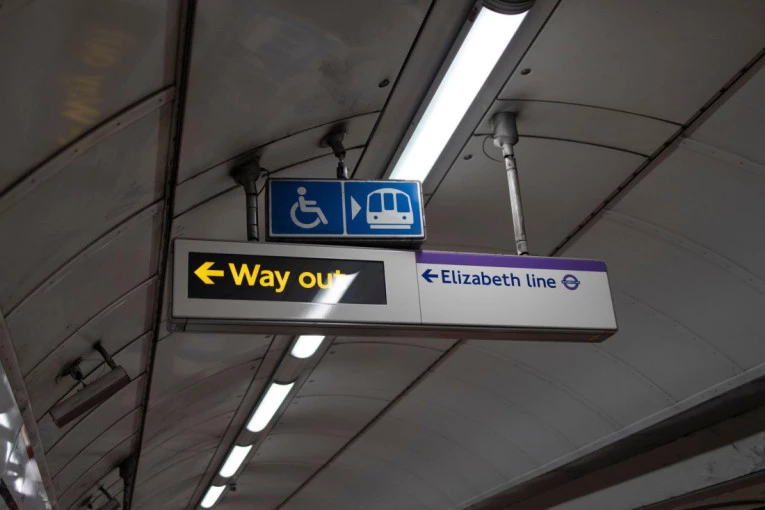 Way out
Elizabeth line